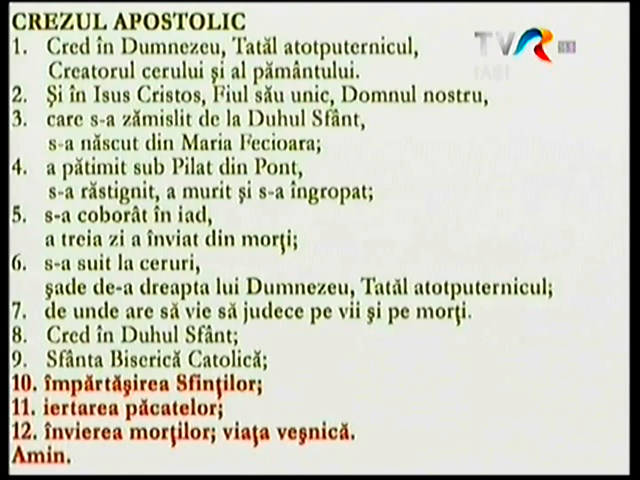 CREZUL APOSTOLIC
1. Cred în Dumnezeu, Tatăl atotputernicul,
Creatorul cerului şi al pământului.
2. Şi în Isus Cristos, Fiul său unic, Domnul nostru,
3. care s-a zămislit de la Duhul Sfânt,
s-a născut din Maria Fecioara;
4. a pătimit sub Pilat din Pont,
s-a răstignit, a murit şi s-a îngropat;
5. s-a coborât în iad,
a treia zi a înviat din morţi;
6. s-a suit la ceruri,
şade de-a dreapta lui Dumnezeu, Tatăl atotputernicul;
7. de unde are să vie să judece pe vii şi pe morţi.
8. Cred în Duhul Sfânt;
9. Sfânta Biserică Catolică;
10. împărtăşirea Sfinţilor;
11. iertarea păcatelor;
12. învierea morţilor; viaţa veşnică.
Amin.
TVR
IASI